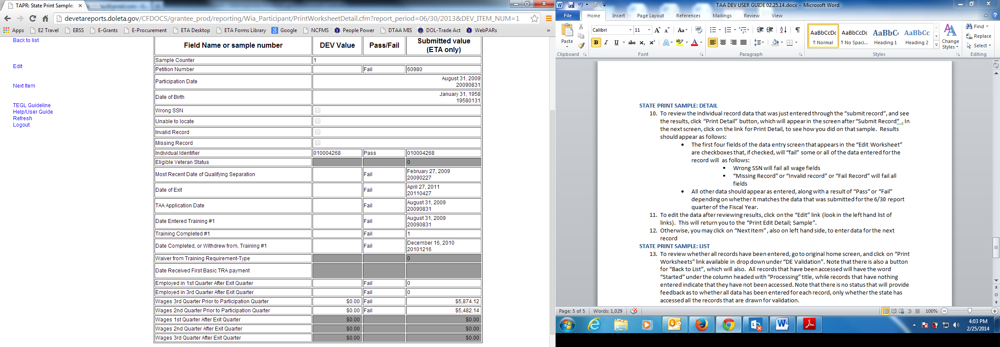 TAPR: State Print Sample:
devetareports.doleta.gov/CFDOCS/grantee_prod/reporting/Wia_Participant/PrintWorksheetDetail.cfm?report_period=06/30/2013&DEV_ITEM_NUM=1
Apps E2 Travel EBSS E-Grants E-Procurement ETA Desktop ETA Forms Library Google NCFMS People Power DTAA MIS DOL-Trade Act WebPARs »
Back to list
Edit
Next Item
TEGL Guideline
Help/User Guide
Refresh
Logout
Field Name or sample number DEV Value Pass/Fail Submitted value
(ETA only)
Sample Counter 1
Petition Number Fail 60980
Participation Date August 31, 2009
20090831
Date of Birth January 31, 1958
19580131
Wrong SSN
Unable to locate
Invalid Record
Missing Record
Individual Identifier 010004268 Pass 010004268
Eligible Veteran Status 0
Most Recent Date of Qualifying Separation Fail February 27, 2009
20090227
Date of Exit Fail April 27, 2011
20110427
TAA Application Date Fail August 31, 2009
20090831
Date Entered Training #1 Fail August 31, 2009
20090831
Training Completed #1 Fail 1
Date Completed, or Withdrew from, Training #1 Fail December 16, 2010
20101216
Waiver from Training Requirement-Type 0
Date Received First Basic TRA payment
Employed in 1st Quarter After Exit Quarter Fail 0
Employed in 3rd Quarter After Exit Quarter Fail 0
Wages 3rd Quarter Prior to Participation Quarter $0.00 Fail $5,874.12
Wages 2nd Quarter Prior to Participation Quarter $0.00 Fail $5,482.14
Wages 1st Quarter After Exit Quarter $0.00 $0.00
Wages 2nd Quarter After Exit Quarter $0.00 $0.00
Wages 3rd Quarter After Exit Quarter $0.00 $0.00
TAA DEV USER GUIDE 02.25.14.docx - Microsoft Word
File Home Insert Page Layout References Mailings Review View
Calibri 11
Paste
B I U abc x₂ x²
AaBbCcDc AaBbCcDc AaBbC AaBbCc
¶ Normal ¶ No Spaci... Heading 1 Heading 2
Change
Styles
Find
Replace
Select
Clipboard Font Paragraph Styles Editing
STATE PRINT SAMPLE: DETAIL
10. To review the individual record data that was just entered through the “submit record”, and see
the results, click “Print Detail” button, which will appear in the screen after “Submit Record” . In
the next screen, click on the link for Print Detail, to see how you did on that sample. Results
should appear as follows:
• The first four fields of the data entry screen that appears in the “Edit Worksheet”
are checkboxes that, if checked, will “fail” some or all of the data entered for the
record will as follows:
▪ Wrong SSN will fail all wage fields
▪ “Missing Record” or “Invalid record” or “Fail Record” will fail all
fields
• All other data should appear as entered, along with a result of “Pass” or “Fail”
depending on whether it matches the data that was submitted for the 6/30 report
quarter of the Fiscal Year.
11. To edit the data after reviewing results, click on the “Edit” link (look in the left hand list of
links). This will return you to the “Print Edit Detail; Sample”.
12. Otherwise, you may click on “Next Item” , also on left hand side, to enter data for the next
record
STATE PRINT SAMPLE: LIST
13. To review whether all records have been entered, go to original home screen, and click on “Print
Worksheets” link available in drop down under “DE Validation”. Note that there is also a button
for “Back to List”, which will also. All records that have been accessed will have the word
“Started” under the column headed with “Processing” title, while records that have nothing
entered indicate that they have not been accessed. Note that there is no status that will provide
feedback as to whether all data has been entered for each record, only whether the state has
accessed all the records that are drawn for validation.
Page: 5 of 5 Words: 1,029 100%
4:03 PM
2/25/2014